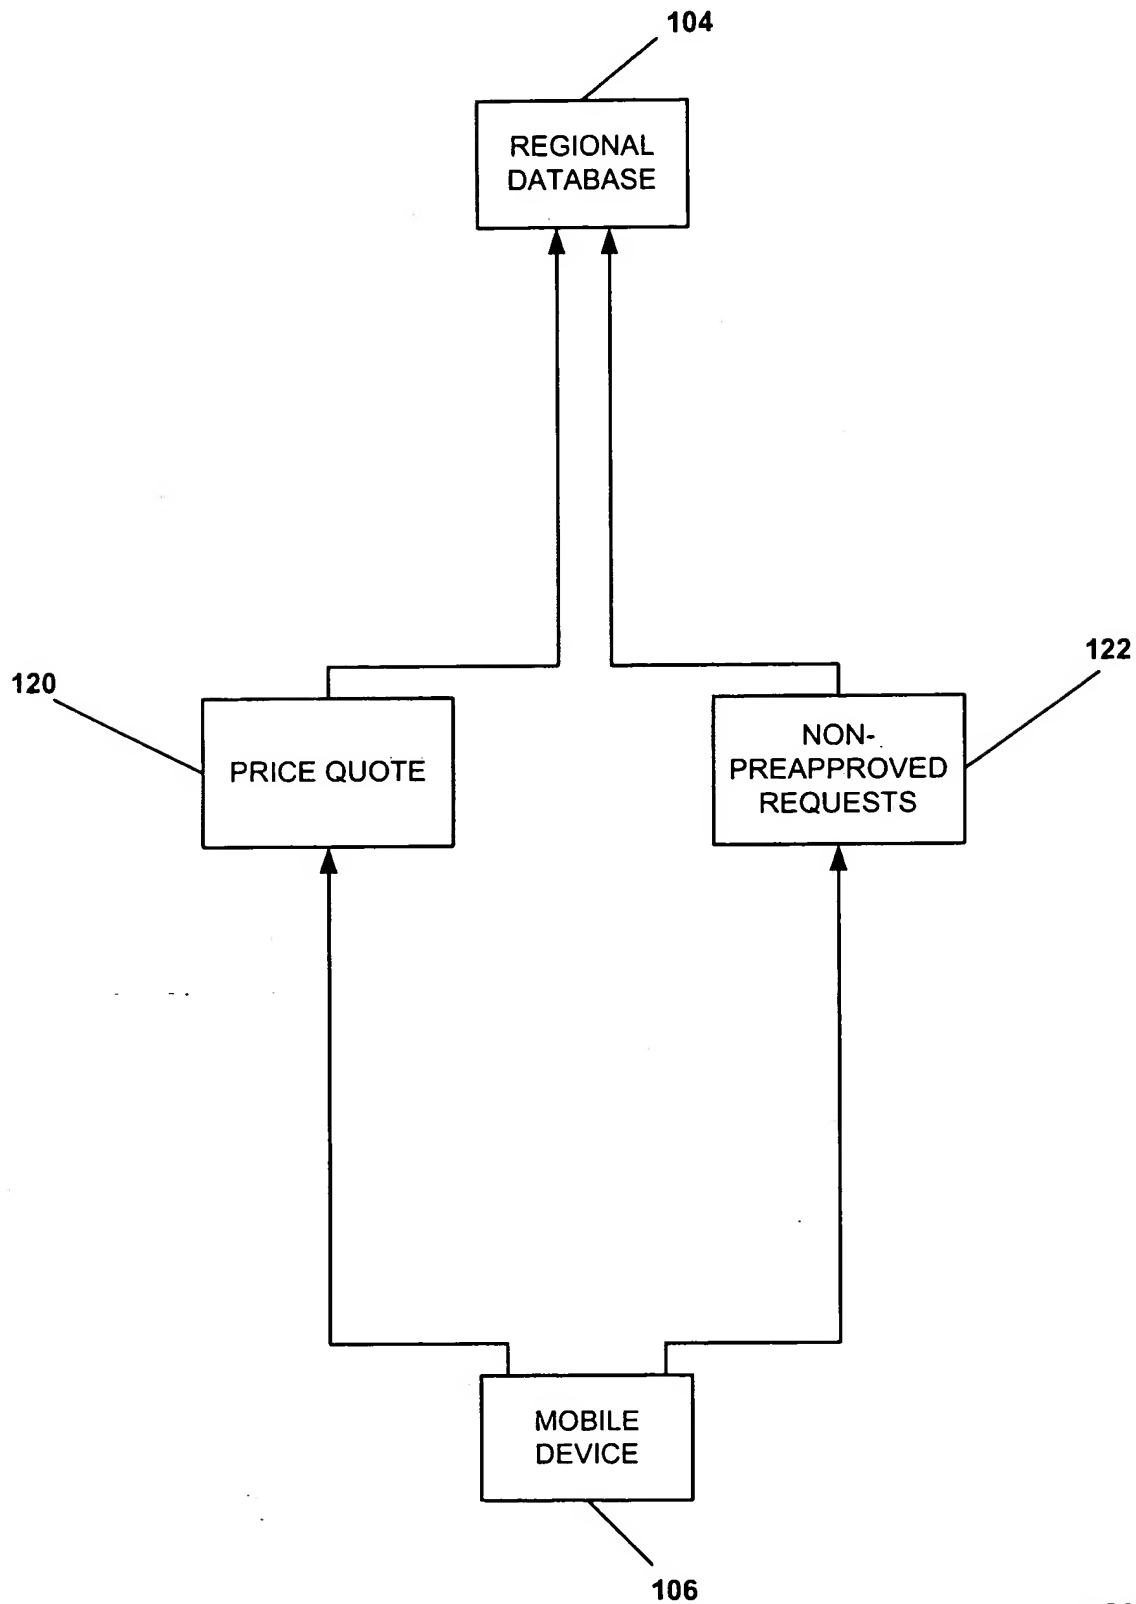 104
REGIONAL
DATABASE
120
122
PRICE QUOTE
NON-
PREAPPROVED
REQUESTS
MOBILE
DEVICE
106